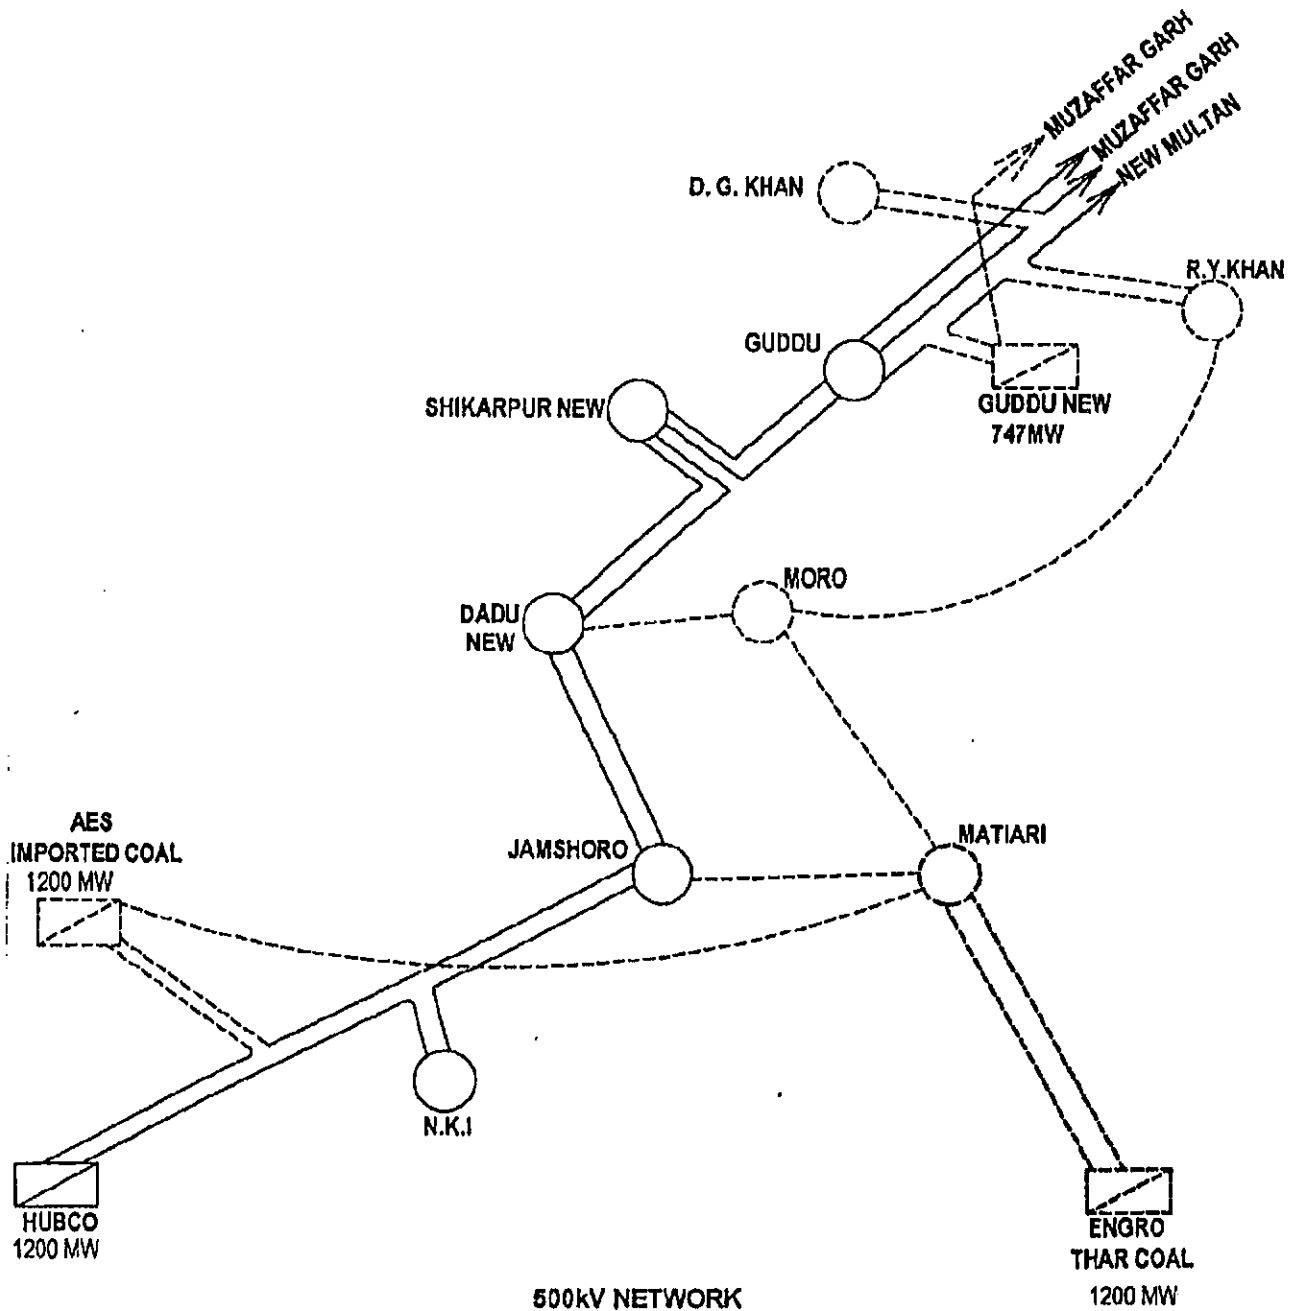 MUZAFFAR GARH
MUZAFFAR GARH
NEW MULTAN
D. G. KHAN
R.Y.KHAN
GUDDU
GUDDU NEW
747MW
SHIKARPUR NEW
MORO
DADU
NEW
AES
IMPORTED COAL
1200 MW
JAMSHORO
MATIARI
N.K.I
HUBCO
1200 MW
ENGRO
THAR COAL
1200 MW
500kV NETWORK